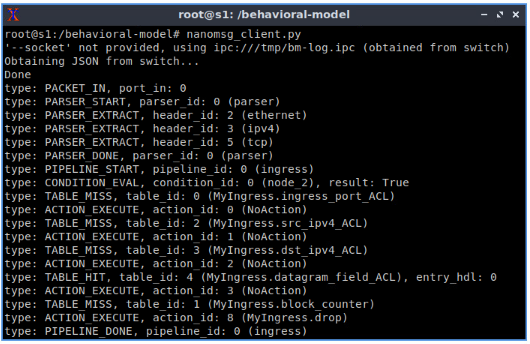 root@s1: /behavioral-model
root@s1:/behavioral-model# nanomsg_client.py
'--socket' not provided, using ipc:///tmp/bm-log.ipc (obtained from switch)
Obtaining JSON from switch...
Done
type: PACKET_IN, port_in: 0
type: PARSER_START, parser_id: 0 (parser)
type: PARSER_EXTRACT, header_id: 2 (ethernet)
type: PARSER_EXTRACT, header_id: 3 (ipv4)
type: PARSER_EXTRACT, header_id: 5 (tcp)
type: PARSER_DONE, parser_id: 0 (parser)
type: PIPELINE_START, pipeline_id: 0 (ingress)
type: CONDITION_EVAL, condition_id: 0 (node_2), result: True
type: TABLE_MISS, table_id: 0 (MyIngress.ingress_port_ACL)
type: ACTION_EXECUTE, action_id: 0 (NoAction)
type: TABLE_MISS, table_id: 2 (MyIngress.src_ipv4_ACL)
type: ACTION_EXECUTE, action_id: 1 (NoAction)
type: TABLE_MISS, table_id: 3 (MyIngress.dst_ipv4_ACL)
type: ACTION_EXECUTE, action_id: 2 (NoAction)
type: TABLE_HIT, table_id: 4 (MyIngress.datagram_field_ACL), entry_hdl: 0
type: ACTION_EXECUTE, action_id: 3 (NoAction)
type: TABLE_MISS, table_id: 1 (MyIngress.block_counter)
type: ACTION_EXECUTE, action_id: 8 (MyIngress.drop)
type: PIPELINE_DONE, pipeline_id: 0 (ingress)